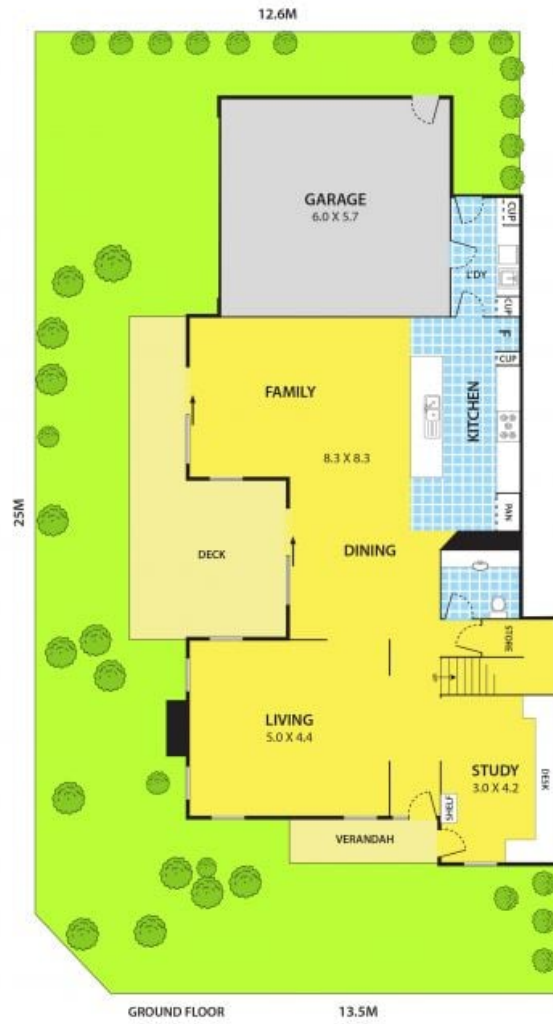 12.6M
GARAGE
6.0 X 5.7
CUP
L'DY
CUP
F
CUP
FAMILY
KITCHEN
8.3 X 8.3
25M
PAN
DECK
DINING
STORE
UP
LIVING
5.0 X 4.4
STUDY
3.0 X 4.2
DESK
SHELF
VERANDAH
GROUND FLOOR
13.5M